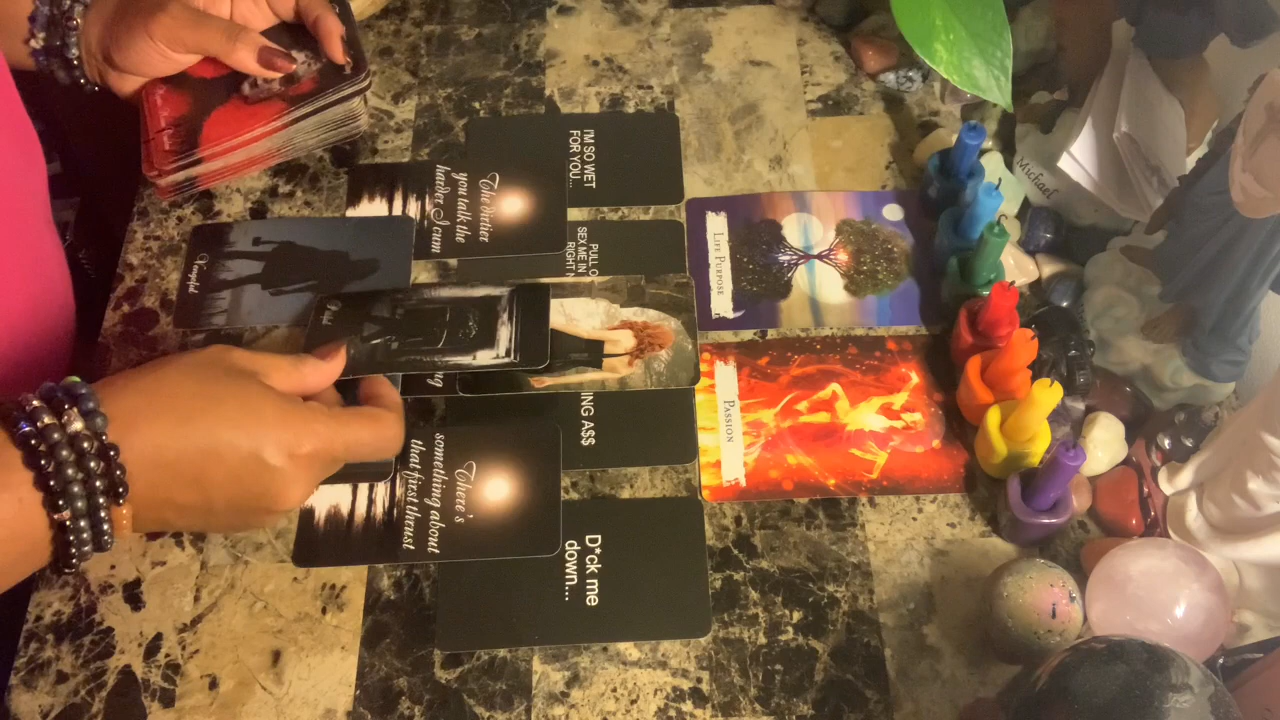 I'M SO WET
FOR YOU...
The dirtier
you talk the
harder I cum
PULL O
SEX ME IN
RIGHT
Vengeful
LIFE PURPOSE
Michael
PASSION
ING A$$
There's
something about
that first thrust
D*ck me
down...